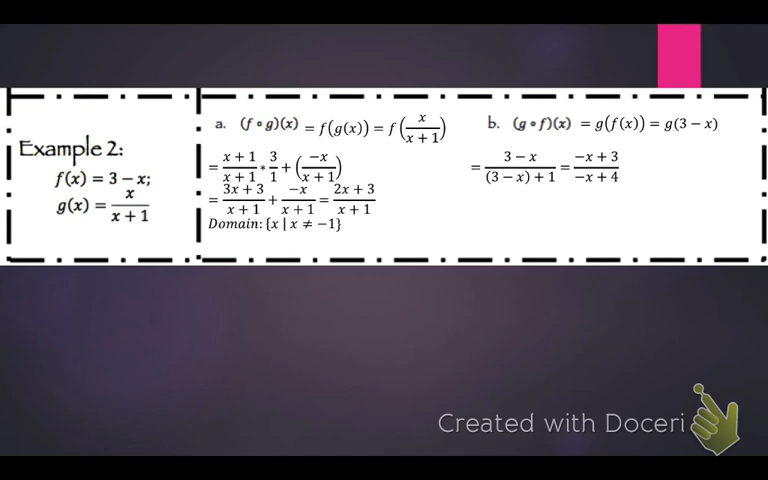 Example 2:
f(x) = 3 − x;
g(x) = x/(x + 1)
a. (f ∘ g)(x) = f(g(x)) = f(x/(x + 1))
= (x + 1)/(x + 1) * 3/1 + (−x/(x + 1))
= (3x + 3)/(x + 1) + −x/(x + 1) = (2x + 3)/(x + 1)
Domain: {x | x ≠ −1}
b. (g ∘ f)(x) = g(f(x)) = g(3 − x)
= (3 − x)/((3 − x) + 1) = (−x + 3)/(−x + 4)
Created with Doceri